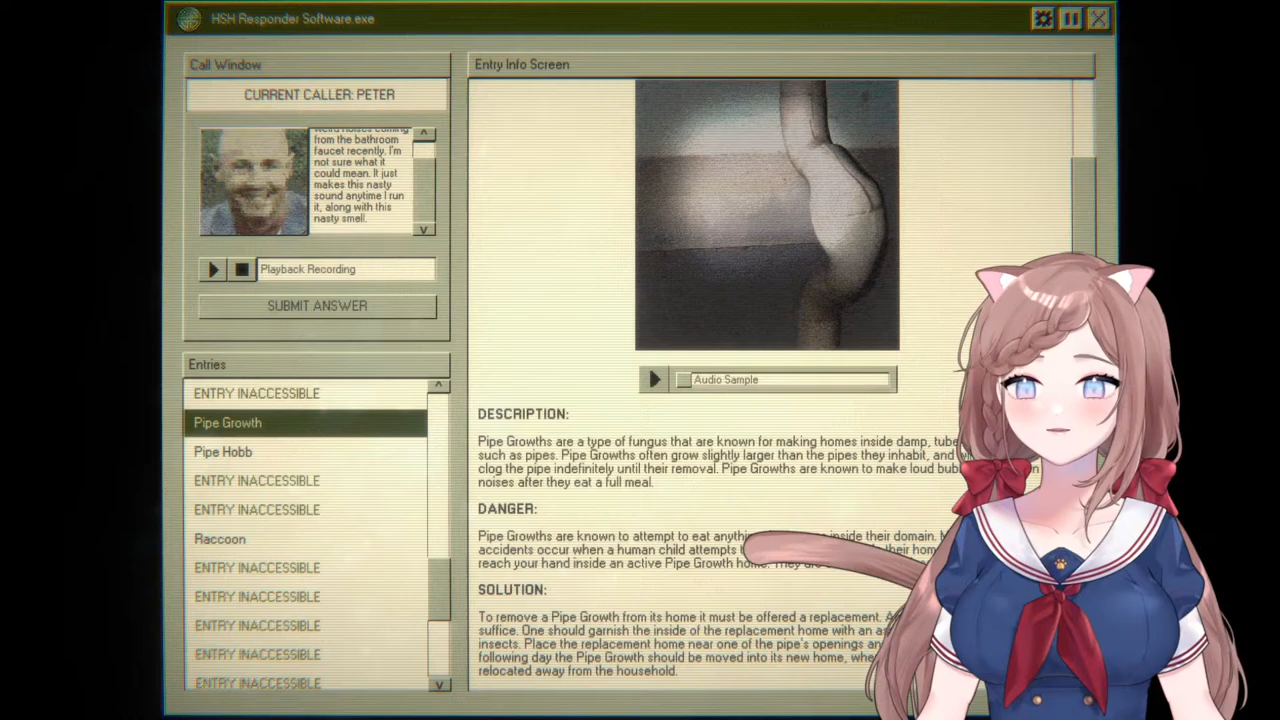 HSH Responder Software.exe
Call Window
CURRENT CALLER: PETER
weird noises coming
from the bathroom
faucet recently. I'm
not sure what it
could mean. It just
makes this nasty
sound anytime I run
it, along with this
nasty smell.
Playback Recording
SUBMIT ANSWER
Entries
ENTRY INACCESSIBLE
Pipe Growth
Pipe Hobb
ENTRY INACCESSIBLE
ENTRY INACCESSIBLE
Raccoon
ENTRY INACCESSIBLE
ENTRY INACCESSIBLE
ENTRY INACCESSIBLE
ENTRY INACCESSIBLE
ENTRY INACCESSIBLE
Entry Info Screen
Audio Sample
DESCRIPTION:
Pipe Growths are a type of fungus that are known for making homes inside damp,
such as pipes. Pipe Growths often grow slightly larger than the pipes they inhabit, and
clog the pipe indefinitely until their removal. Pipe Growths are known to make loud
noises after they eat a full meal.
DANGER:
Pipe Growths are known to attempt to eat inside their domain.
accidents occur when a human child attempts their
reach your hand inside an active Pipe Growth
SOLUTION:
To remove a Pipe Growth from its home it must be offered a replacement.
suffice. One should garnish the inside of the replacement home with an
insects. Place the replacement home near one of the pipe's openings
following day the Pipe Growth should be moved into its new home,
relocated away from the household.